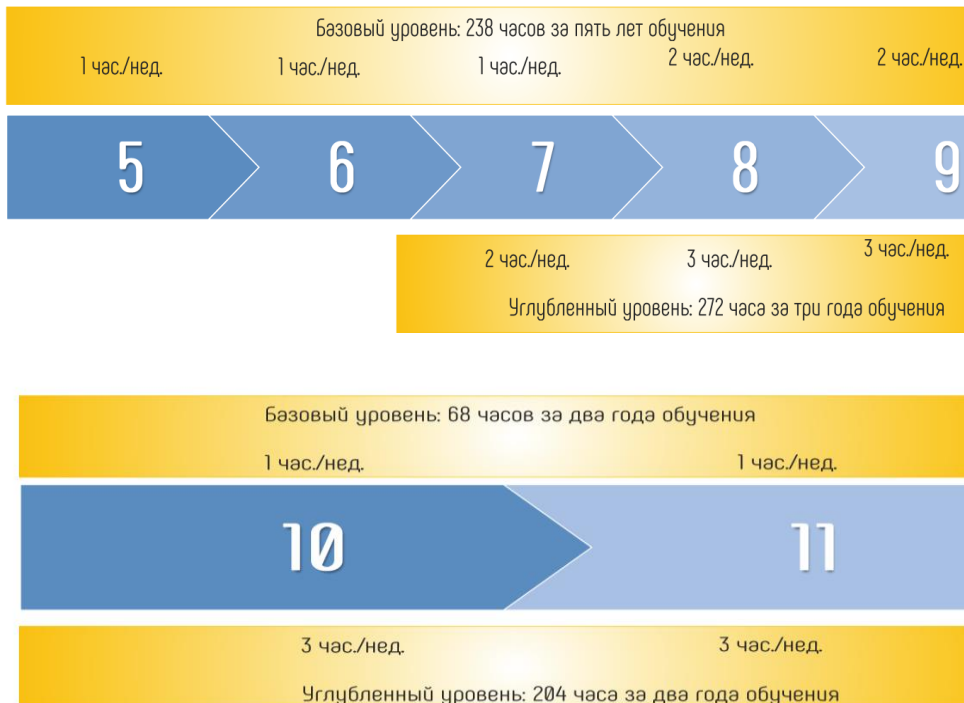 Базовый уровень: 238 часов за пять лет обучения
1 час./нед. 1 час./нед. 1 час./нед. 2 час./нед. 2 час./нед.
5 6 7 8 9
2 час./нед. 3 час./нед. 3 час./нед.
Углубленный уровень: 272 часа за три года обучения
Базовый уровень: 68 часов за два года обучения
1 час./нед. 1 час./нед.
10 11
3 час./нед. 3 час./нед.
Углубленный уровень: 204 часа за два года обучения